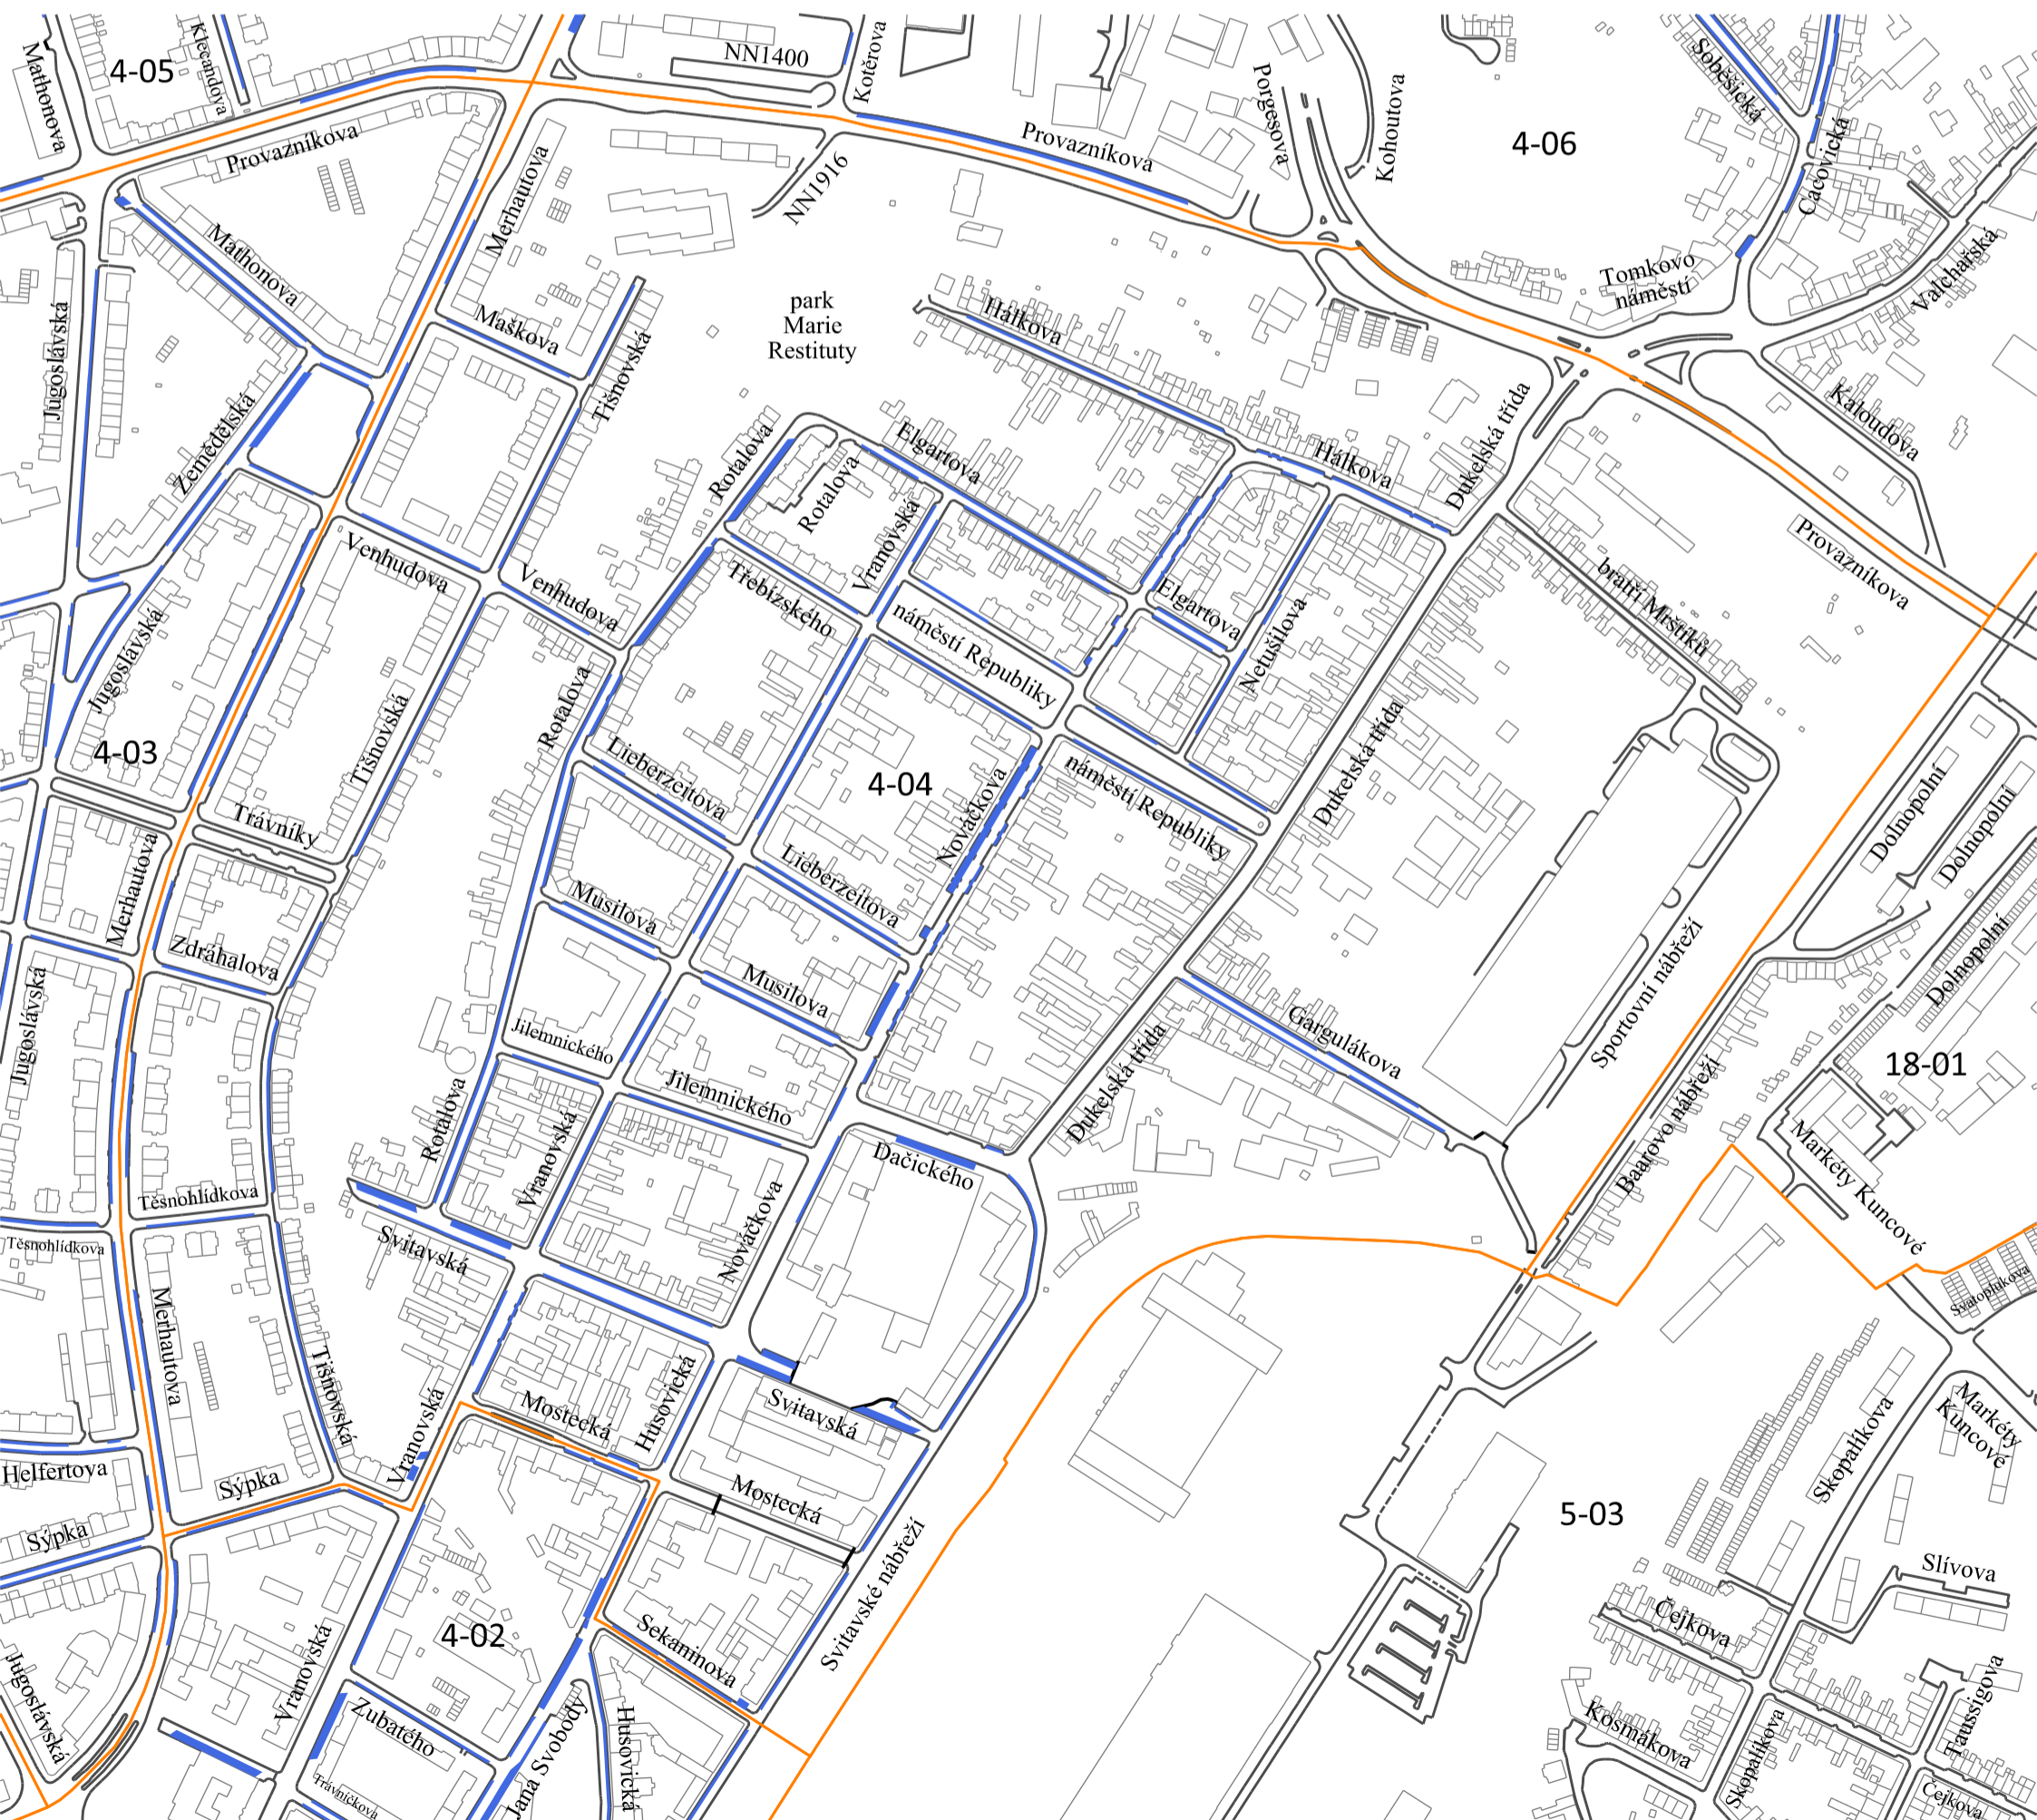 Mathonova
4-05
Klecandova
NN1400
Kotěrova
Provazníkova
Merhautova
NN1916
Provazníkova
Porgesova
Kohoutova
4-06
Soběšická
Cacovická
Tomkovo
náměstí
Valcharská
Mathonova
Jugoslávská
Maškova
Tišnovská
park
Marie
Restituty
Hálkova
Zemědělská
Rotalova
Rotalova
Elgartova
Hálkova
Dukelská třída
Kaloudova
Vranovská
Venhudova
Venhudova
Třebízského
náměstí Republiky
Elgartova
Netušilova
bratří Mrštíků
Provazníkova
Jugoslávská
4-03
Tišnovská
Rotalova
Lieberzeitova
4-04
Nováčkova
náměstí Republiky
Dukelská třída
Dolnopolní
Dolnopolní
Trávníky
Merhautova
Lieberzeitova
Zdráhalova
Musilova
Musilova
Sportovní nábřeží
Dolnopolní
Jugoslávská
Jilemnického
Jilemnického
Gargulákova
Dukelská třída
18-01
Baarovo nábřeží
Markéty Kuncové
Rotalova
Vranovská
Dačického
Těsnohlídkova
Těsnohlídkova
Svitavská
Nováčkova
Svatoplukova
Merhautova
Tišnovská
Vranovská
Mostecká
Husovická
Svitavská
Markéty
Kuncové
Skopalíkova
Helfertova
Sýpka
Mostecká
5-03
Sýpka
Svitavské nábřeží
Slívova
4-02
Sekaninova
Čejkova
Jugoslávská
Vranovská
Zubatého
Jana Svobody
Husovická
Kosmákova
Skopalíkova
Taussigova
Trávníčkova
Čejkova